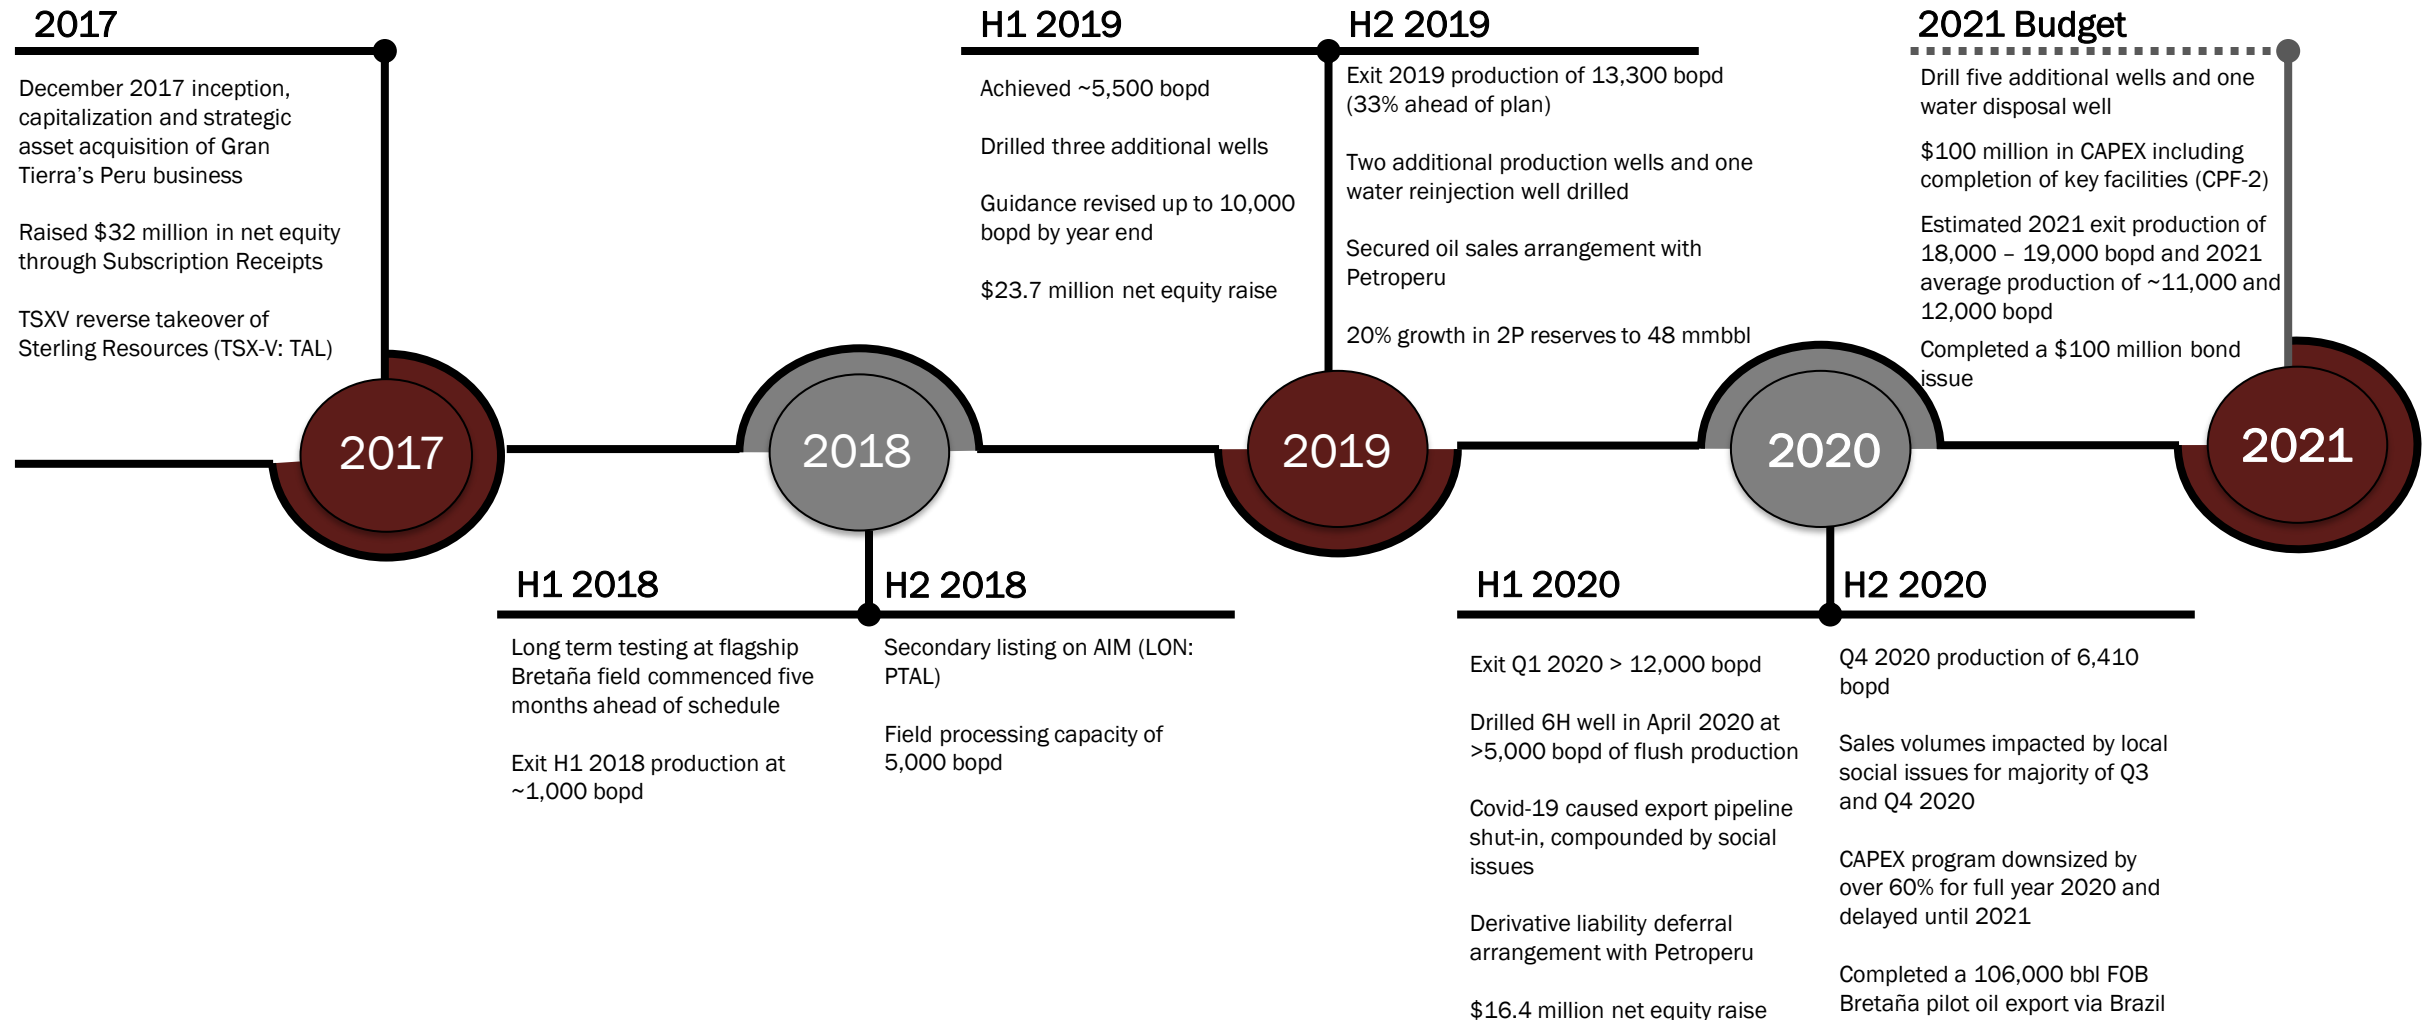 2017
December 2017 inception,
capitalization and strategic
asset acquisition of Gran
Tierra’s Peru business
Raised $32 million in net equity
through Subscription Receipts
TSXV reverse takeover of
Sterling Resources (TSX-V: TAL)
H1 2019
Achieved ~5,500 bopd
Drilled three additional wells
Guidance revised up to 10,000
bopd by year end
$23.7 million net equity raise
H2 2019
Exit 2019 production of 13,300 bopd
(33% ahead of plan)
Two additional production wells and one
water reinjection well drilled
Secured oil sales arrangement with
Petroperu
20% growth in 2P reserves to 48 mmbbl
2021 Budget
Drill five additional wells and one
water disposal well
$100 million in CAPEX including
completion of key facilities (CPF-2)
Estimated 2021 exit production of
18,000 – 19,000 bopd and 2021
average production of ~11,000 and
12,000 bopd
Completed a $100 million bond
issue
2017
2018
2019
2020
2021
H1 2018
Long term testing at flagship
Bretaña field commenced five
months ahead of schedule
Exit H1 2018 production at
~1,000 bopd
H2 2018
Secondary listing on AIM (LON:
PTAL)
Field processing capacity of
5,000 bopd
H1 2020
Exit Q1 2020 > 12,000 bopd
Drilled 6H well in April 2020 at
>5,000 bopd of flush production
Covid-19 caused export pipeline
shut-in, compounded by social
issues
Derivative liability deferral
arrangement with Petroperu
$16.4 million net equity raise
H2 2020
Q4 2020 production of 6,410
bopd
Sales volumes impacted by local
social issues for majority of Q3
and Q4 2020
CAPEX program downsized by
over 60% for full year 2020 and
delayed until 2021
Completed a 106,000 bbl FOB
Bretaña pilot oil export via Brazil